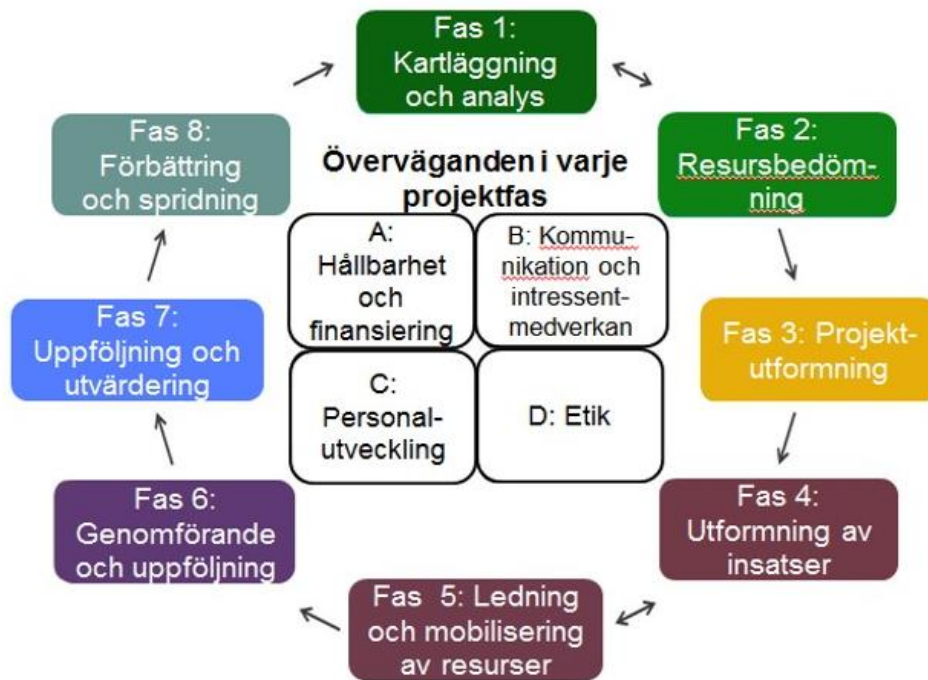 Fas 1:
Kartläggning
och analys
Fas 2:
Resursbedöm-
ning
Fas 3: Projekt-
utformning
Fas 4:
Utformning av
insatser
Fas 5: Ledning
och mobilisering
av resurser
Fas 6:
Genomförande
och uppföljning
Fas 7:
Uppföljning och
utvärdering
Fas 8:
Förbättring
och spridning
Överväganden i varje
projektfas
A:
Hållbarhet
och
finansiering
B: Kommu-
nikation och
intressent-
medverkan
C:
Personal-
utveckling
D: Etik